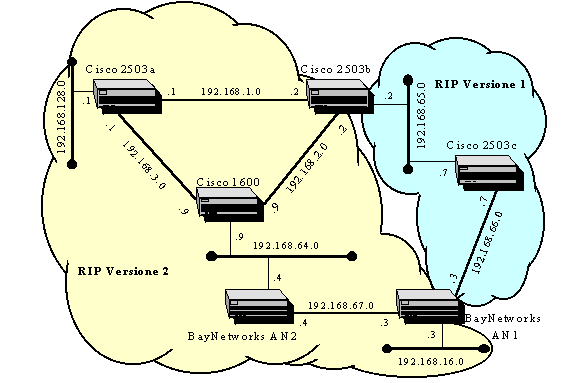 Cisco 2503a
Cisco 2503b
RIP Versione 1
192.168.128.0
.1
.1
192.168.1.0
.2
.2
192.168.65.0
.1
.2
Cisco 2503c
192.168.3.0
192.168.2.0
.7
Cisco 1600
.7
.9
.9
192.168.66.0
.9
192.168.64.0
RIP Versione 2
.4
.3
192.168.67.0
.4
.3
BayNetworks AN2
BayNetworks
AN1
.3
192.168.16.0